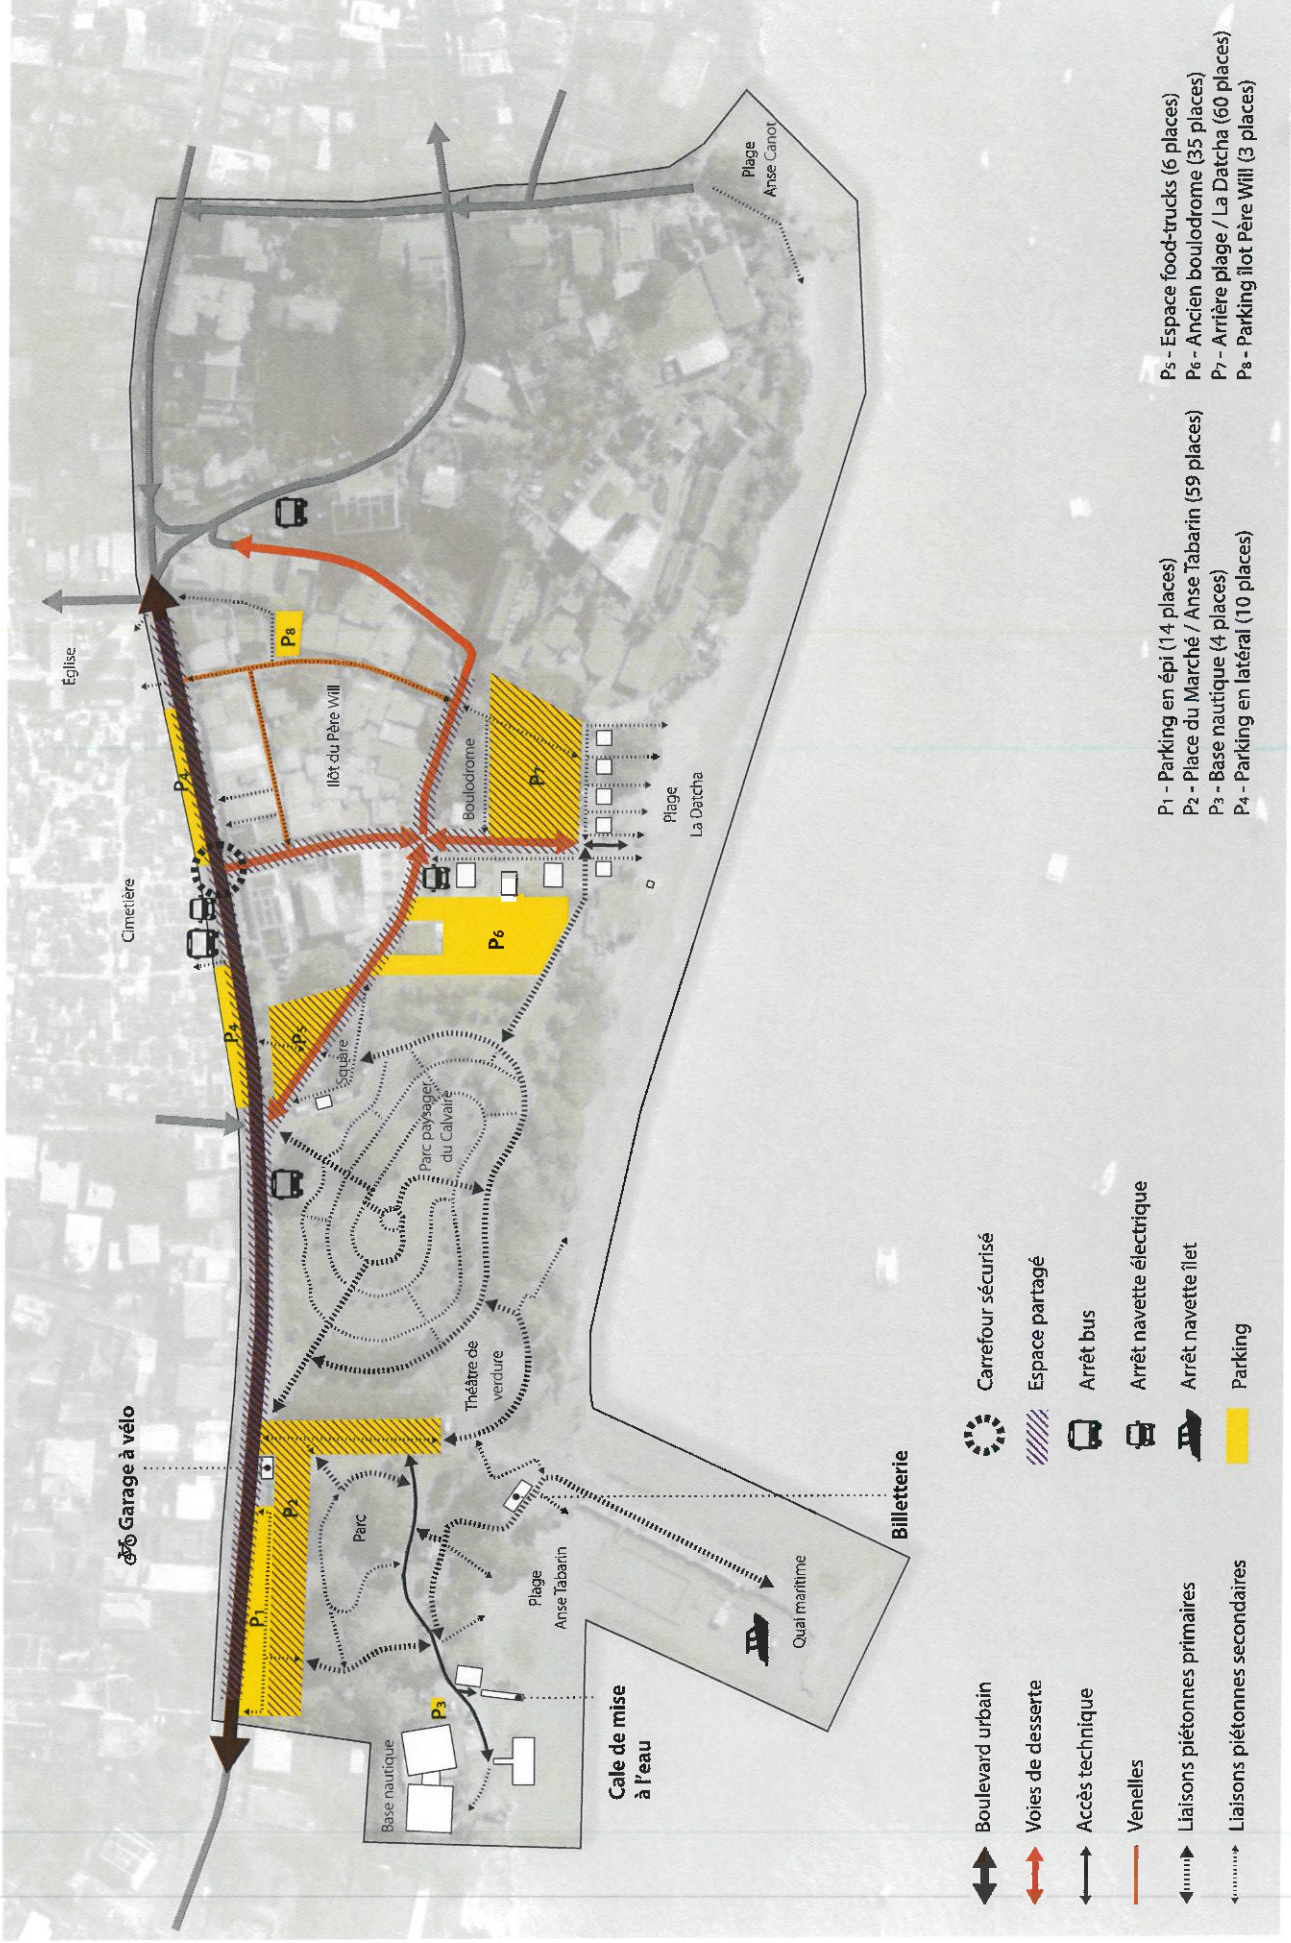 Garage à vélo
Cimetière
Église
P4
P4
P1
P2
P5
P8
Square
Parc
Parc paysager
du Calvaire
Ilôt du Père Will
Boulodrome
P6
P7
Théâtre de
verdure
Base nautique
P3
Plage
Anse Tabarin
Plage
La Datcha
Plage
Anse Canot
Cale de mise
à l'eau
Quai maritime
Billetterie
Boulevard urbain
Voies de desserte
Accès technique
Venelles
Liaisons piétonnes primaires
Liaisons piétonnes secondaires
Carrefour sécurisé
Espace partagé
Arrêt bus
Arrêt navette électrique
Arrêt navette îlet
Parking
P1 - Parking en épi (14 places)
P2 - Place du Marché / Anse Tabarin (59 places)
P3 - Base nautique (4 places)
P4 - Parking en latéral (10 places)
P5 - Espace food-trucks (6 places)
P6 - Ancien boulodrome (35 places)
P7 - Arrière plage / La Datcha (60 places)
P8 - Parking îlot Père Will (3 places)